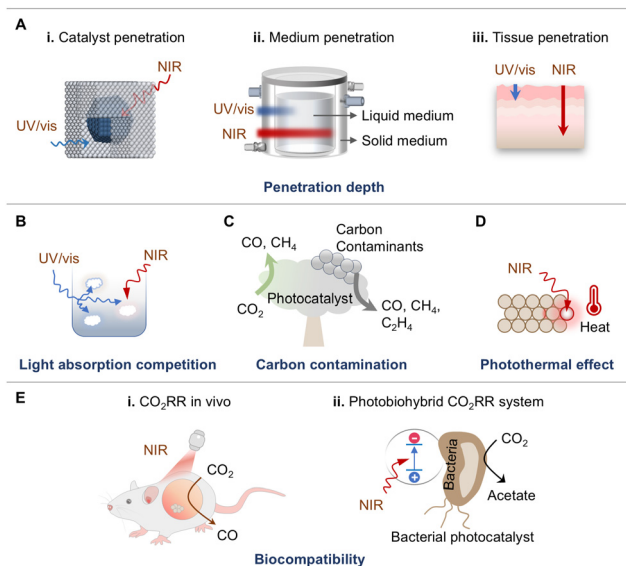 A
i. Catalyst penetration
NIR
UV/vis
ii. Medium penetration
UV/vis
NIR
Liquid medium
Solid medium
iii. Tissue penetration
UV/vis
NIR
Penetration depth
B
UV/vis
NIR
Light absorption competition
C
CO, CH₄
Carbon
Contaminants
Photocatalyst
CO₂
CO, CH₄,
C₂H₄
Carbon contamination
D
NIR
Heat
Photothermal effect
E
i. CO₂RR in vivo
NIR
CO₂
CO
ii. Photobiohybrid CO₂RR system
−
+
NIR
Bacteria
CO₂
Acetate
Bacterial photocatalyst
Biocompatibility